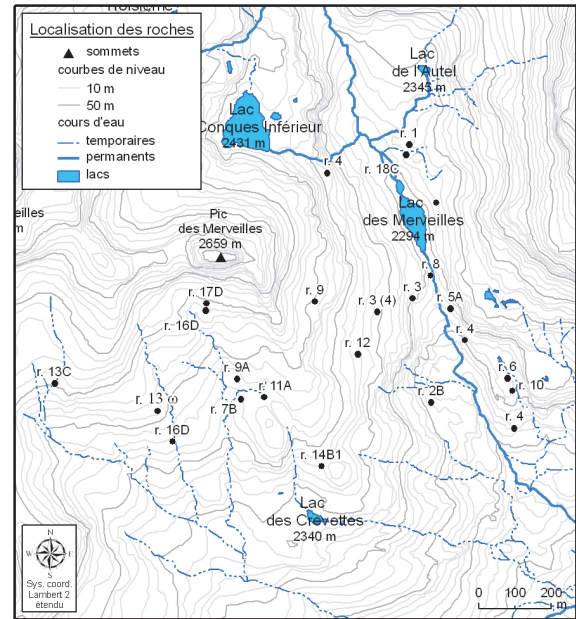 Troisième
Localisation des roches
sommets
courbes de niveau
10 m
50 m
cours d'eau
temporaires
permanents
lacs
Lac
de l'Autel
2345 m
Lac
Conques Inférieur
2431 m
r. 1
r. 4
r. 18C
Lac
des Merveilles
2294 m
eilles
m
Pic
des Merveilles
2659 m
r. 8
r. 17D
r. 16D
r. 9
r. 3 (4)
r. 3
r. 5A
r. 4
r. 12
r. 13C
r. 9A
r. 11A
r. 7B
r. 13 ω
r. 16D
r. 2B
r. 6
r. 10
r. 4
r. 14B1
Lac
des Crevettes
2340 m
N
W
E
S
Sys. coord.
Lambert 2
étendu
0
100
200
m